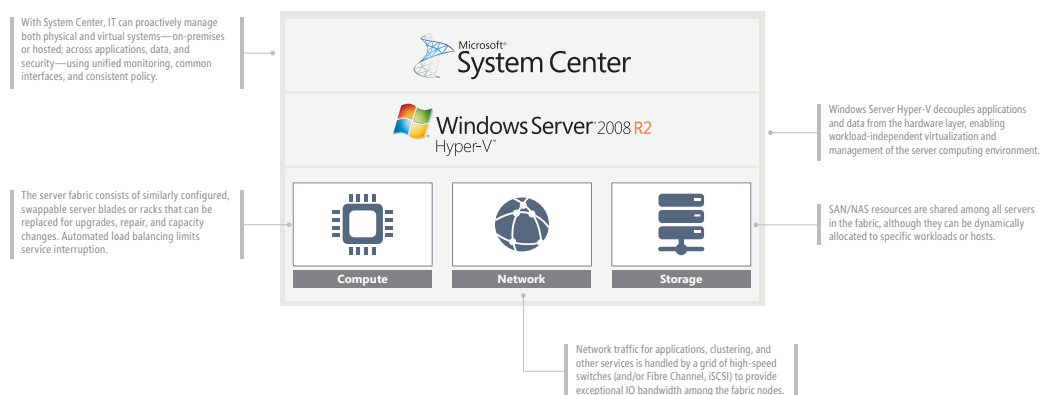 With System Center, IT can proactively manage
both physical and virtual systems—on-premises
or hosted; across applications, data, and
security—using unified monitoring, common
interfaces, and consistent policy.
Microsoft®
System Center™
Windows Server® 2008 R2
Hyper-V™
Windows Server Hyper-V decouples applications
and data from the hardware layer, enabling
workload-independent virtualization and
management of the server computing environment.
The server fabric consists of similarly configured,
swappable server blades or racks that can be
replaced for upgrades, repair, and capacity
changes. Automated load balancing limits
service interruption.
Compute
Network
Storage
SAN/NAS resources are shared among all servers
in the fabric, although they can be dynamically
allocated to specific workloads or hosts.
Network traffic for applications, clustering, and
other services is handled by a grid of high-speed
switches (and/or Fibre Channel, iSCSI) to provide
exceptional IO bandwidth among the fabric nodes.